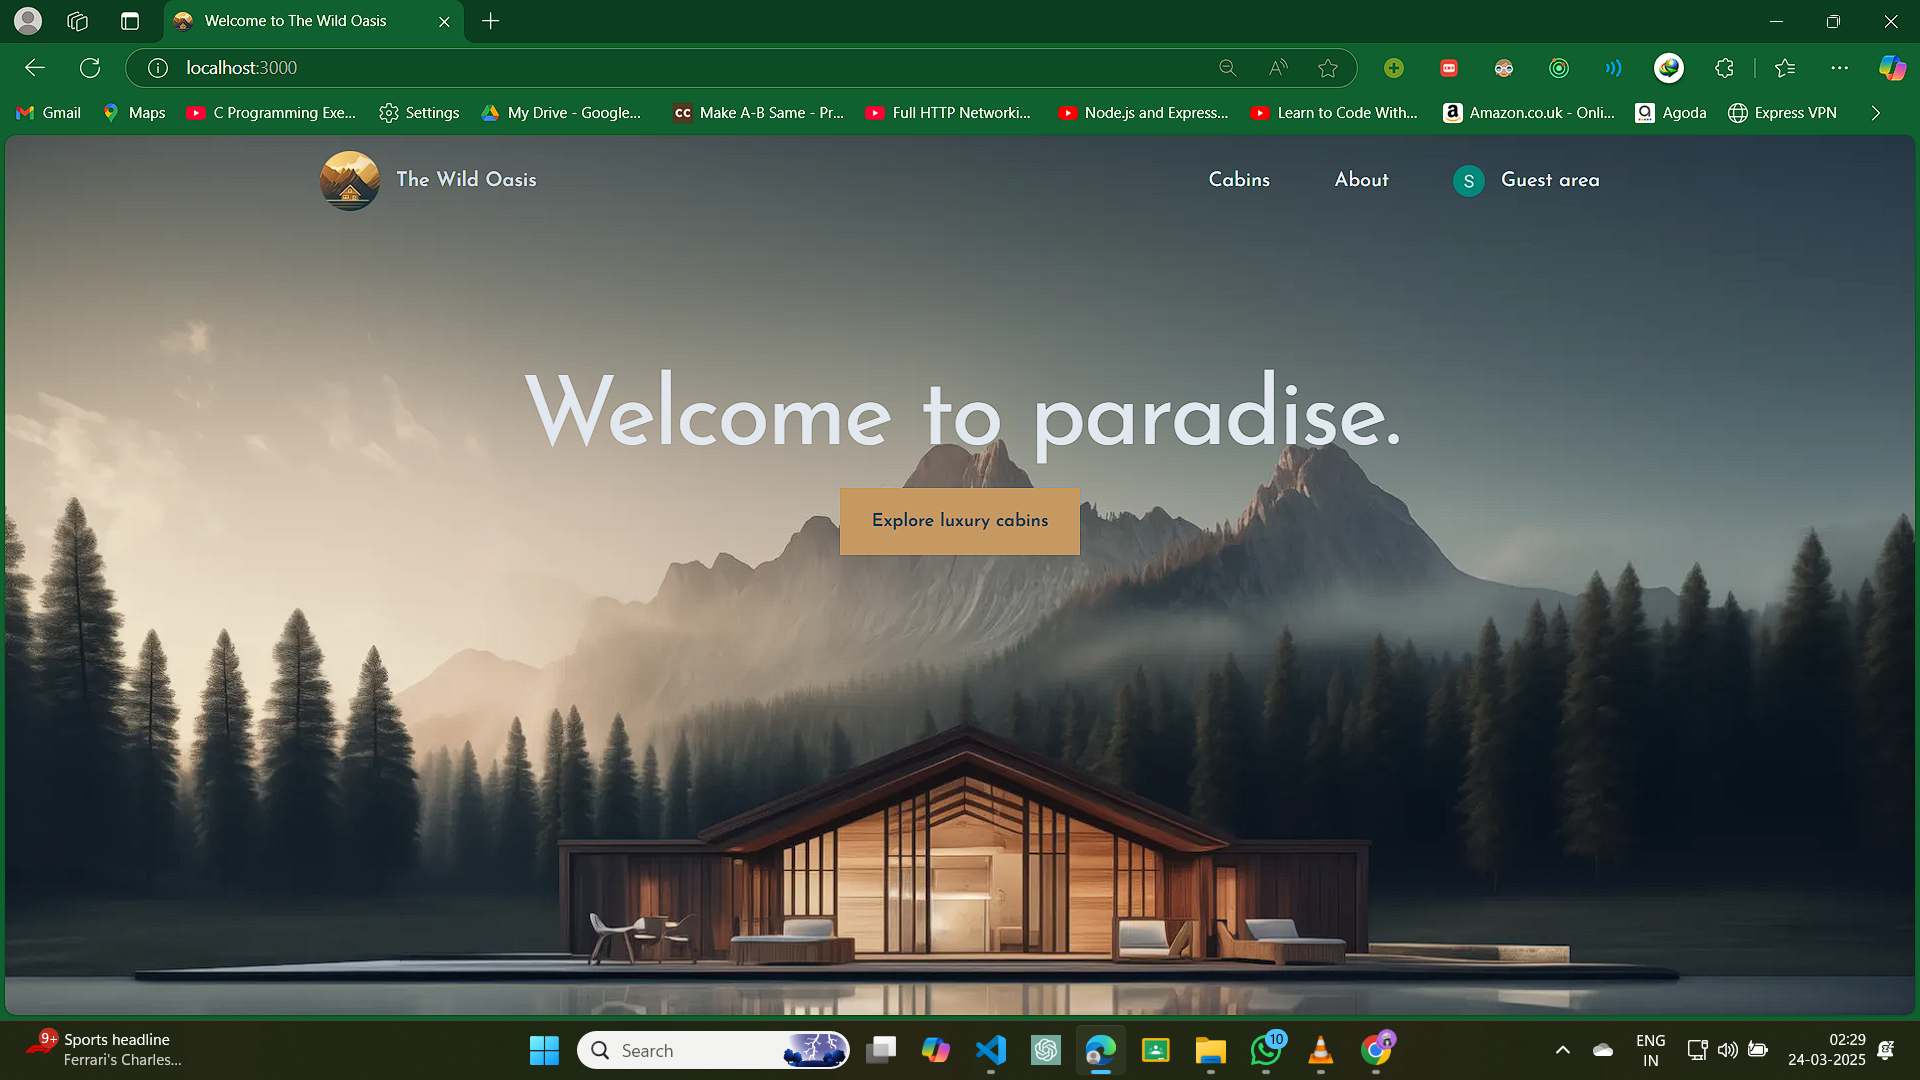 Welcome to The Wild Oasis
localhost:3000
Gmail
Maps
C Programming Exe...
Settings
My Drive - Google...
CC
Make A-B Same - Pr...
Full HTTP Networki...
Node.js and Express...
Learn to Code With...
Amazon.co.uk - Onli...
Agoda
Express VPN
The Wild Oasis
Cabins
About
S
Guest area
Welcome to paradise.
Explore luxury cabins
9+
Sports headline
Ferrari's Charles...
Search
10
ENG
IN
02:29
24-03-2025